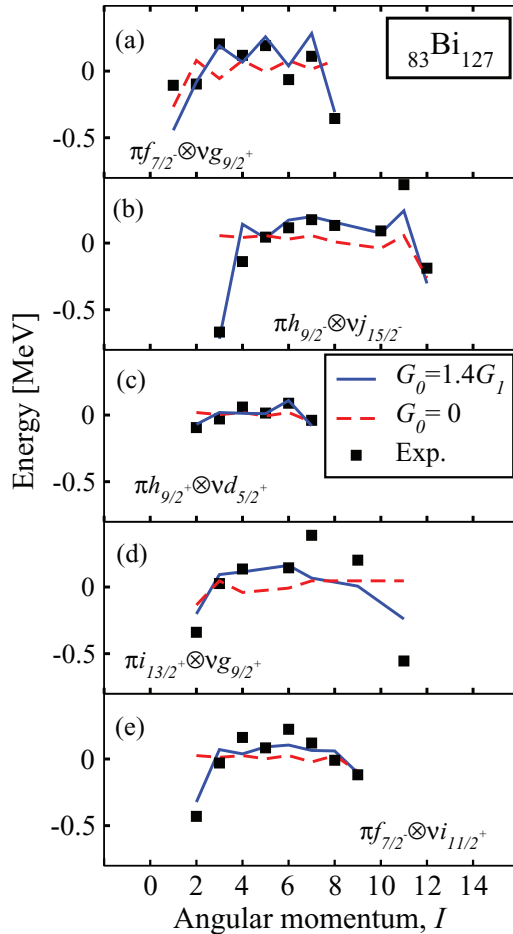 (a)
₈₃Bi₁₂₇
0
-0.5
πf₇/₂₋⊗νg₉/₂₊
(b)
0
-0.5
πh₉/₂₋⊗νj₁₅/₂₋
Energy [MeV]
(c)
0
-0.5
πh₉/₂₊⊗νd₅/₂₊
G₀=1.4G₁
G₀=0
Exp.
(d)
0
-0.5
πi₁₃/₂₊⊗νg₉/₂₊
(e)
0
-0.5
πf₇/₂₋⊗νi₁₁/₂₊
0 2 4 6 8 10 12 14
Angular momentum, I